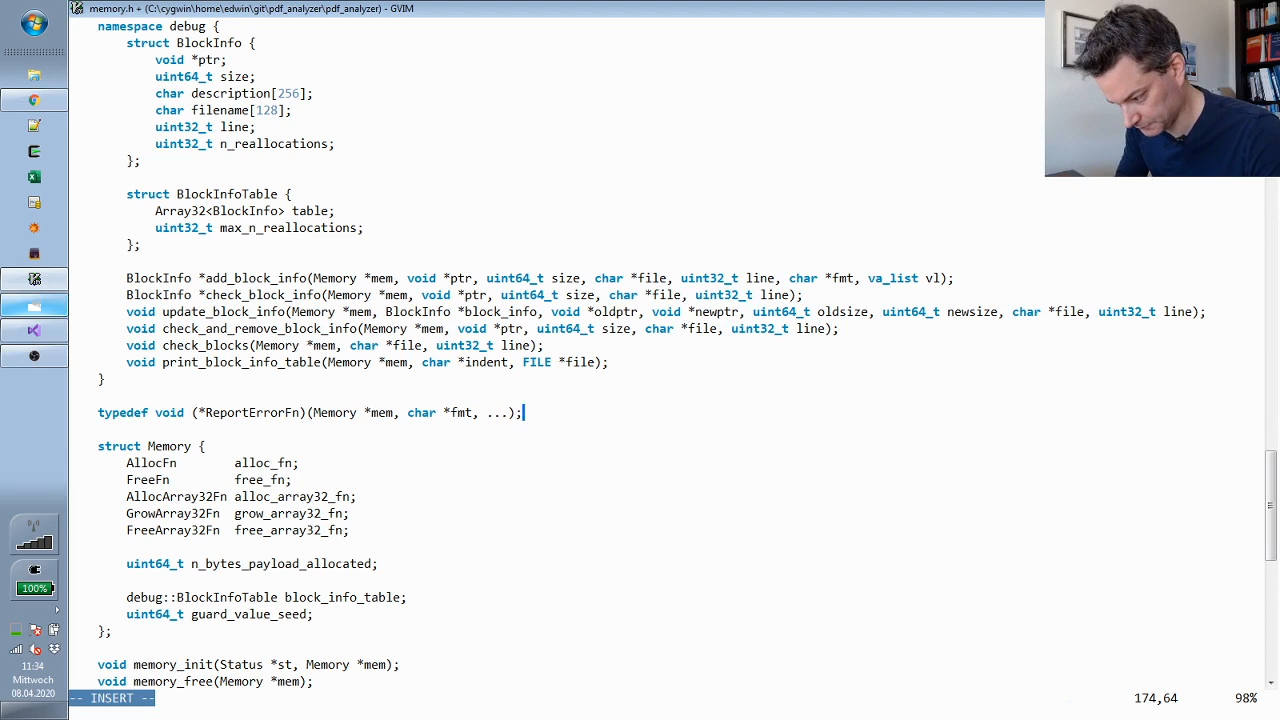 memory.h + (C:\cygwin\home\edwin\git\pdf_analyzer\pdf_analyzer) - GVIM
namespace debug {
    struct BlockInfo {
        void *ptr;
        uint64_t size;
        char description[256];
        char filename[128];
        uint32_t line;
        uint32_t n_reallocations;
    };

    struct BlockInfoTable {
        Array32<BlockInfo> table;
        uint32_t max_n_reallocations;
    };

    BlockInfo *add_block_info(Memory *mem, void *ptr, uint64_t size, char *file, uint32_t line, char *fmt, va_list vl);
    BlockInfo *check_block_info(Memory *mem, void *ptr, uint64_t size, char *file, uint32_t line);
    void update_block_info(Memory *mem, BlockInfo *block_info, void *oldptr, void *newptr, uint64_t oldsize, uint64_t newsize, char *file, uint32_t line);
    void check_and_remove_block_info(Memory *mem, void *ptr, uint64_t size, char *file, uint32_t line);
    void check_blocks(Memory *mem, char *file, uint32_t line);
    void print_block_info_table(Memory *mem, char *indent, FILE *file);
}

typedef void (*ReportErrorFn)(Memory *mem, char *fmt, ...);

struct Memory {
    AllocFn        alloc_fn;
    FreeFn         free_fn;
    AllocArray32Fn alloc_array32_fn;
    GrowArray32Fn  grow_array32_fn;
    FreeArray32Fn  free_array32_fn;

    uint64_t n_bytes_payload_allocated;

    debug::BlockInfoTable block_info_table;
    uint64_t guard_value_seed;
};

void memory_init(Status *st, Memory *mem);
void memory_free(Memory *mem);
-- INSERT -- 174,64 98%
100%
11:34
Mittwoch
08.04.2020